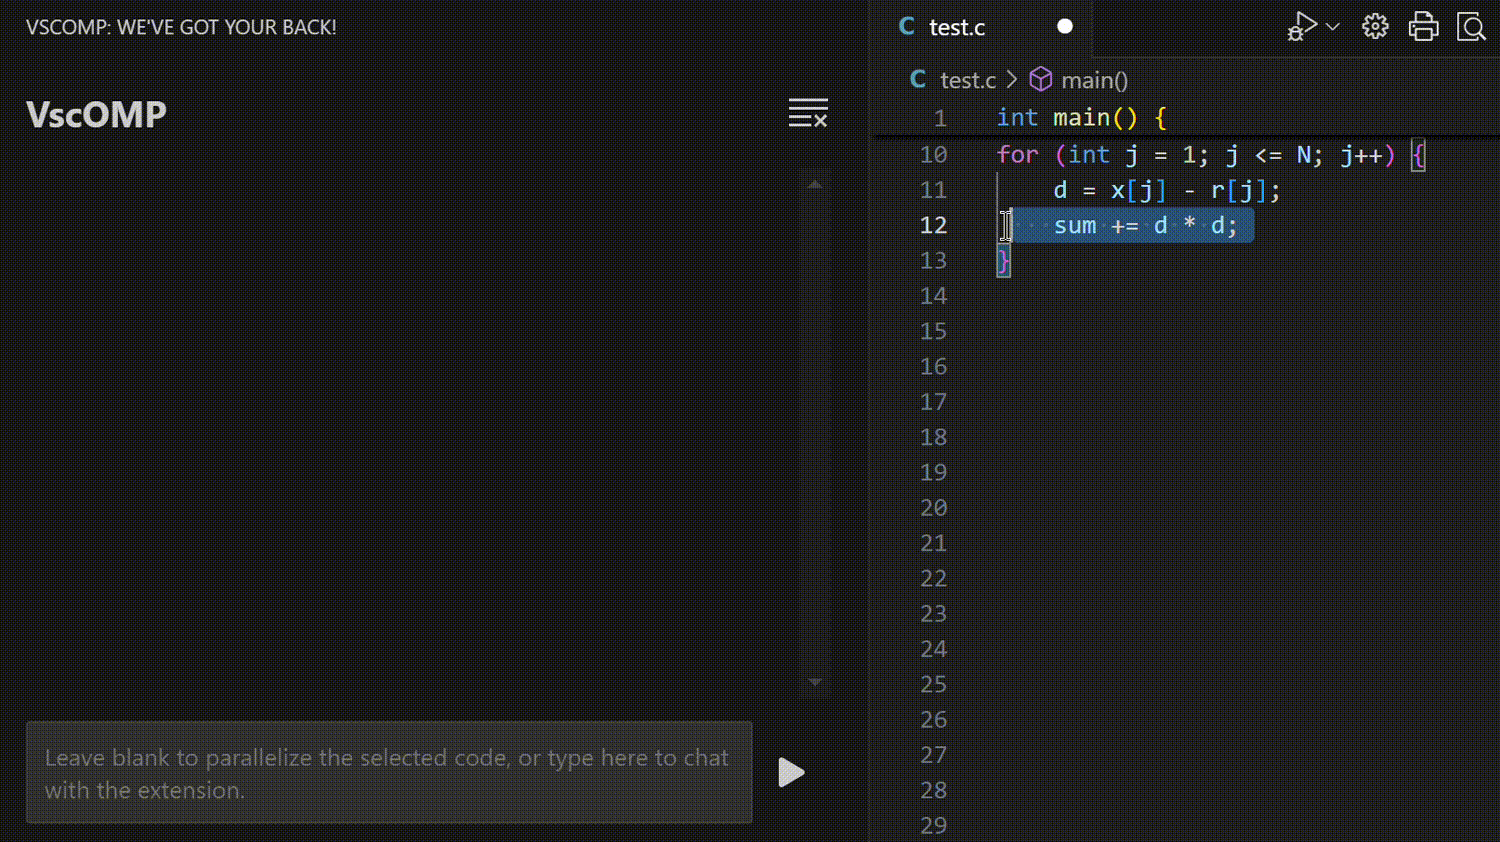 VSCOMP: WE'VE GOT YOUR BACK!
VscOMP
Leave blank to parallelize the selected code, or type here to chat
with the extension.
C test.c
C test.c > main()
1 int main() {
10 for (int j = 1; j <= N; j++) {
11 d = x[j] - r[j];
12 sum += d * d;
13 }
14
15
16
17
18
19
20
21
22
23
24
25
26
27
28
29